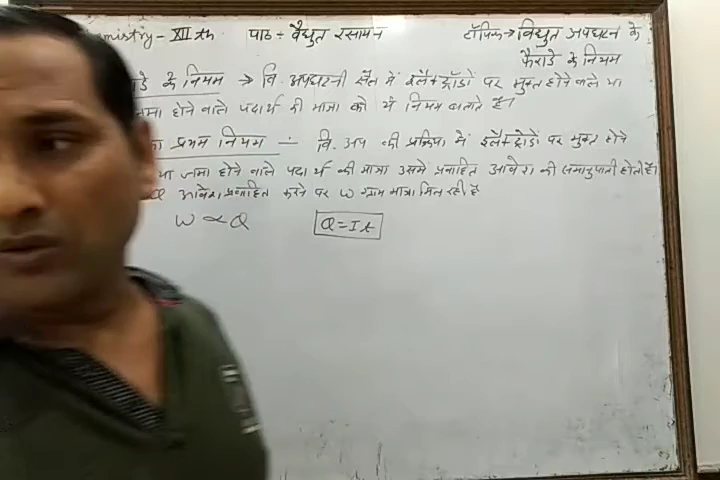 emistry - XII th पाठ ÷ वैद्युत रसायन टॉपिक → विद्युत अपघटन के
फैराडे के नियम
डे के नियम → वि. अपघटनी सेल में इलैक्ट्रॉडों पर मुक्त होने वाले या
जमा होने वाले पदार्थ की मात्रा को ये नियम बताते हैं।
का प्रथम नियम ÷ वि. अप की प्रक्रिया में इलैक्ट्रोडों पर मुक्त होने
या जमा होने वाले पदार्थ की मात्रा उसमे प्रवाहित आवेश की समानुपाती होती है।
Q आवेश प्रवाहित करने पर W ग्राम मात्रा मिल रही है
W ∝ Q Q = It